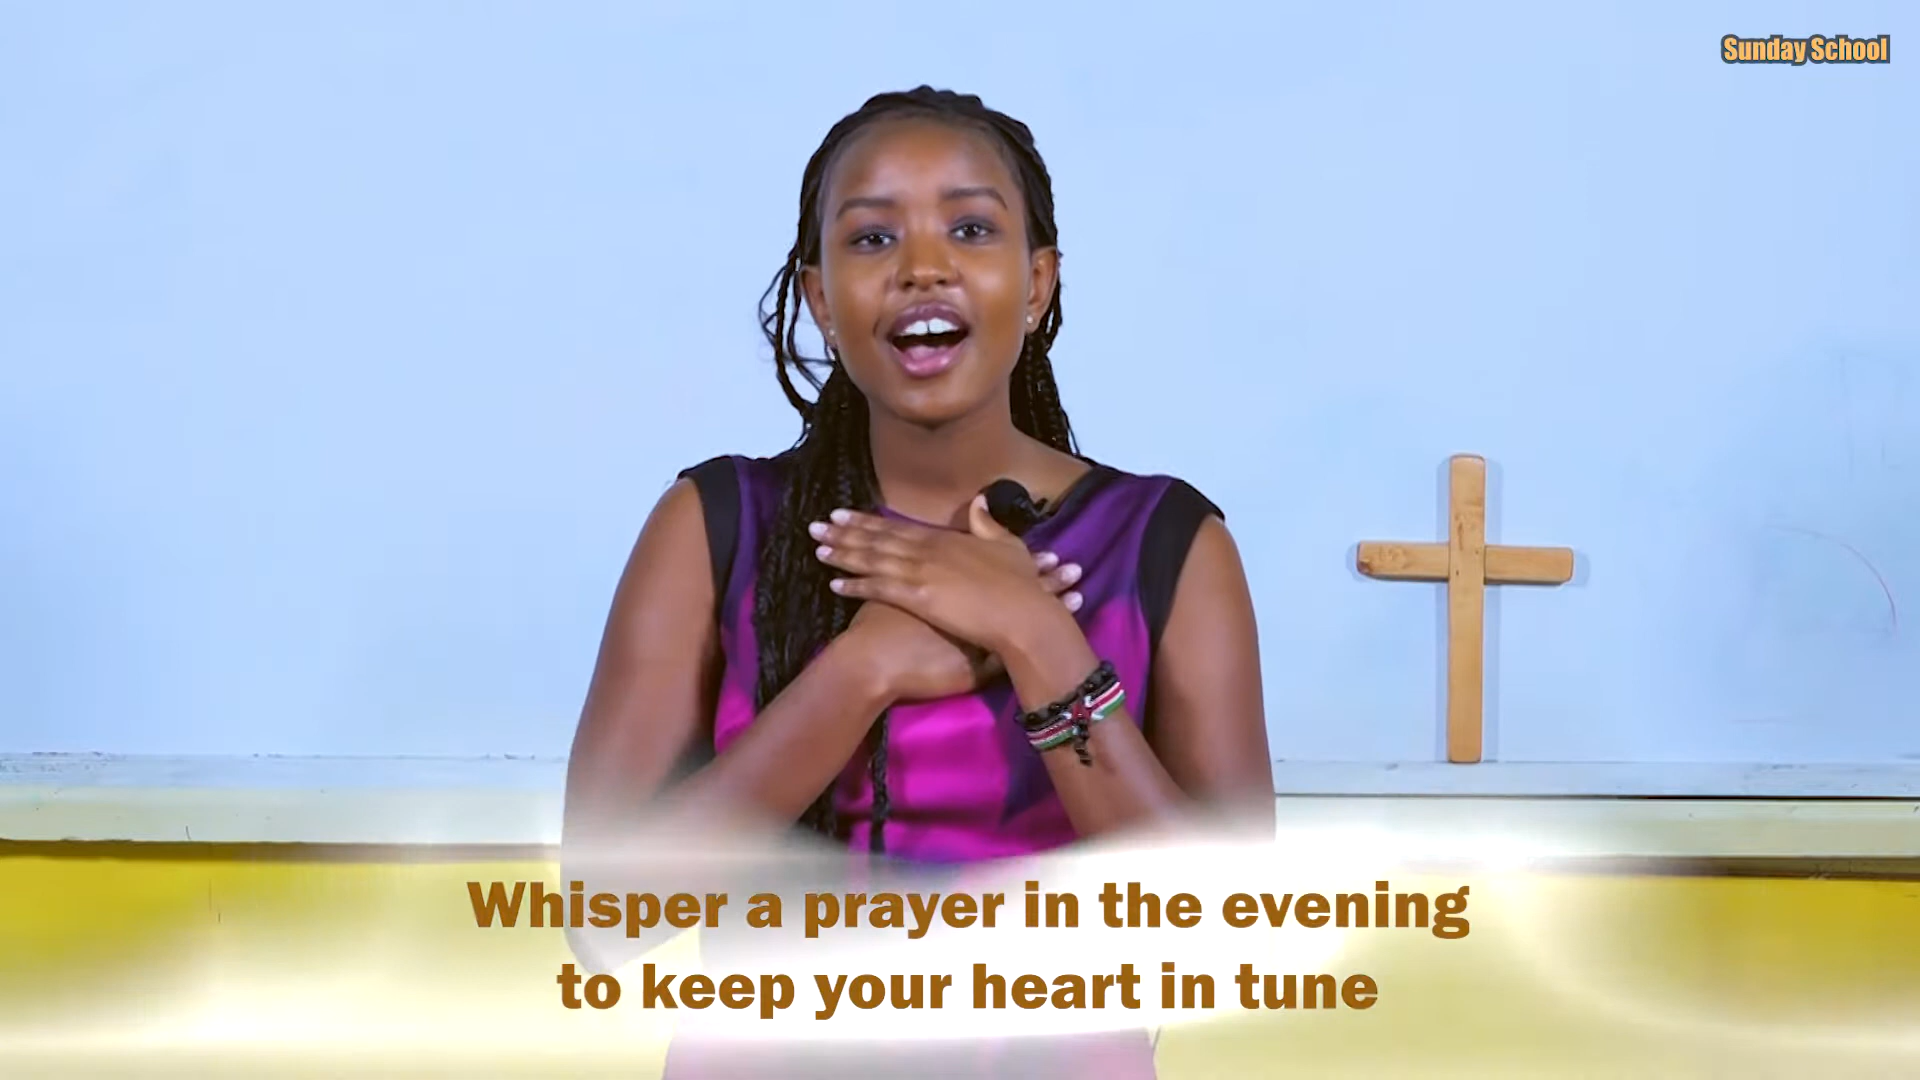 Sunday School
Whisper a prayer in the evening
to keep your heart in tune